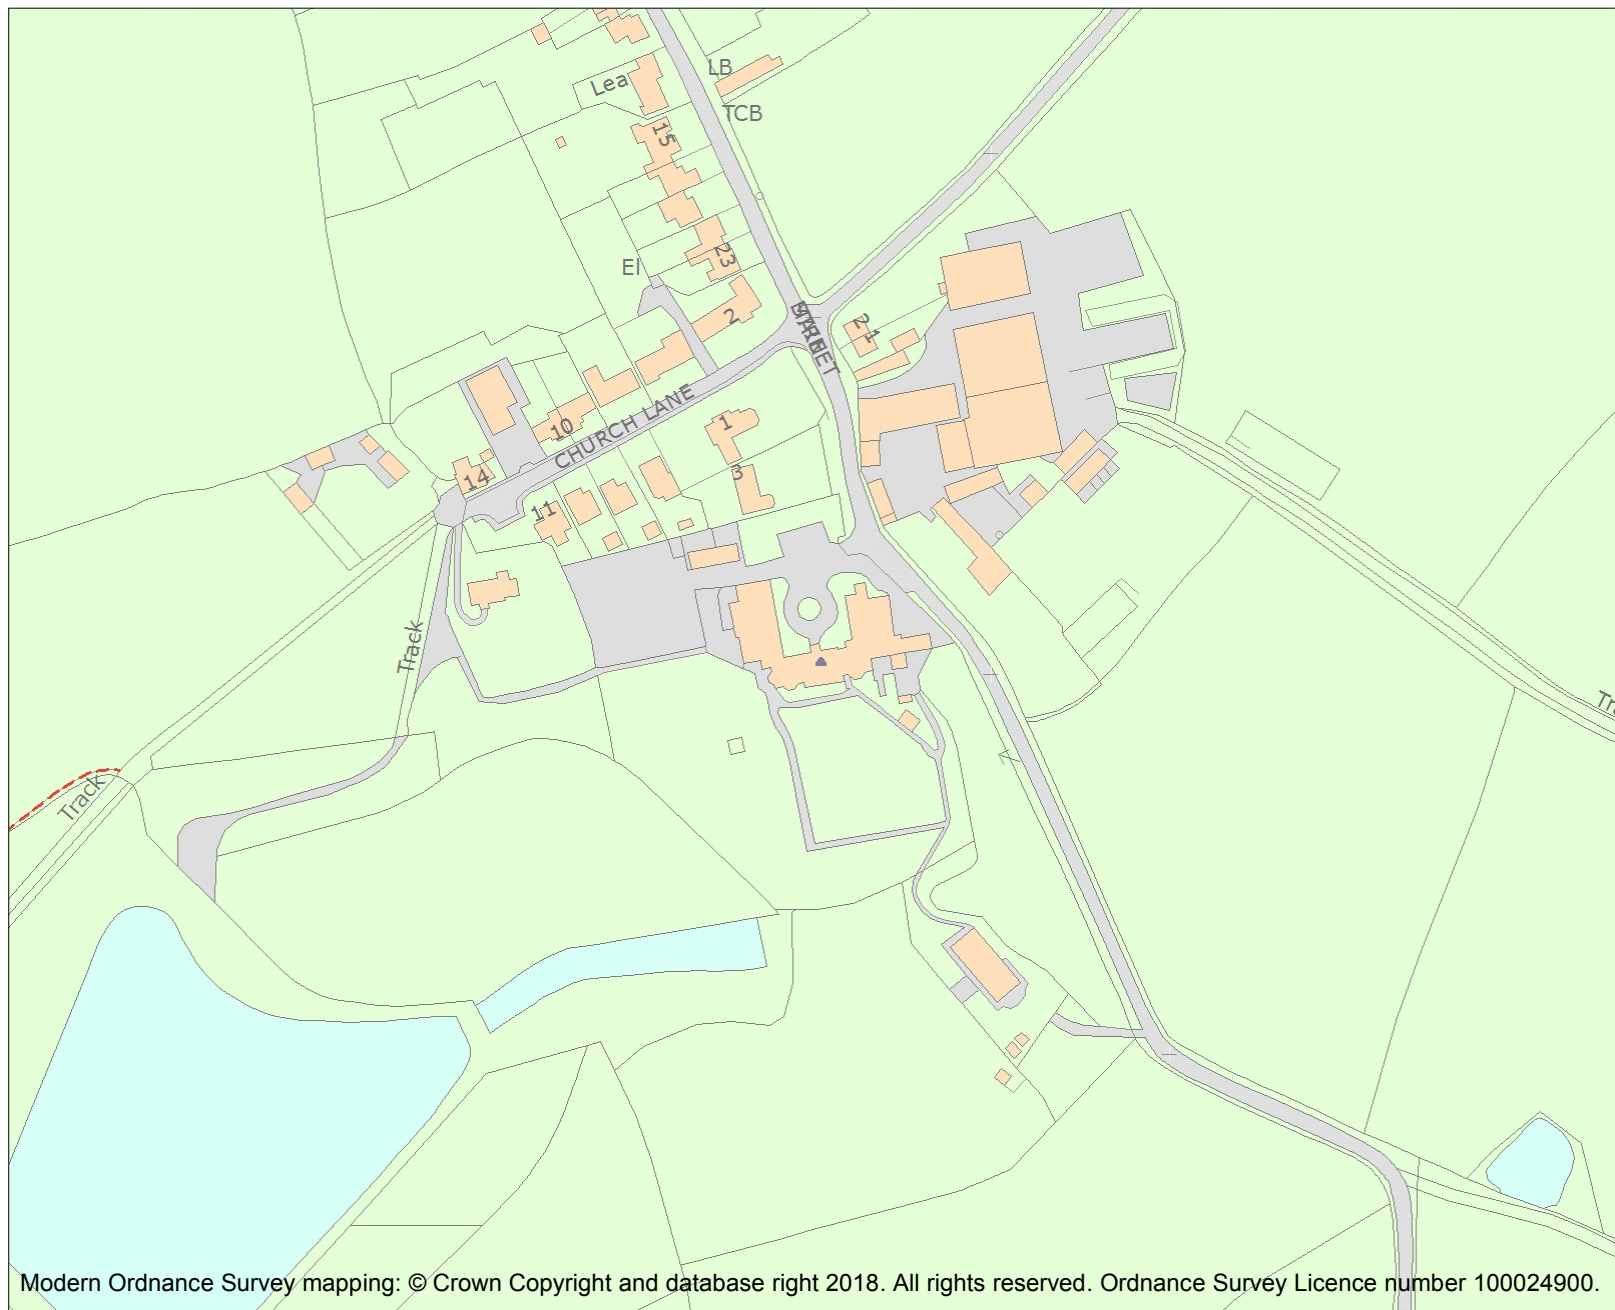 LB
Lea
TCB
15
23
El
2
2 1
STREET
10
CHURCH LANE
1
3
14
11
Track
Track
Modern Ordnance Survey mapping: © Crown Copyright and database right 2018. All rights reserved. Ordnance Survey Licence number 100024900.